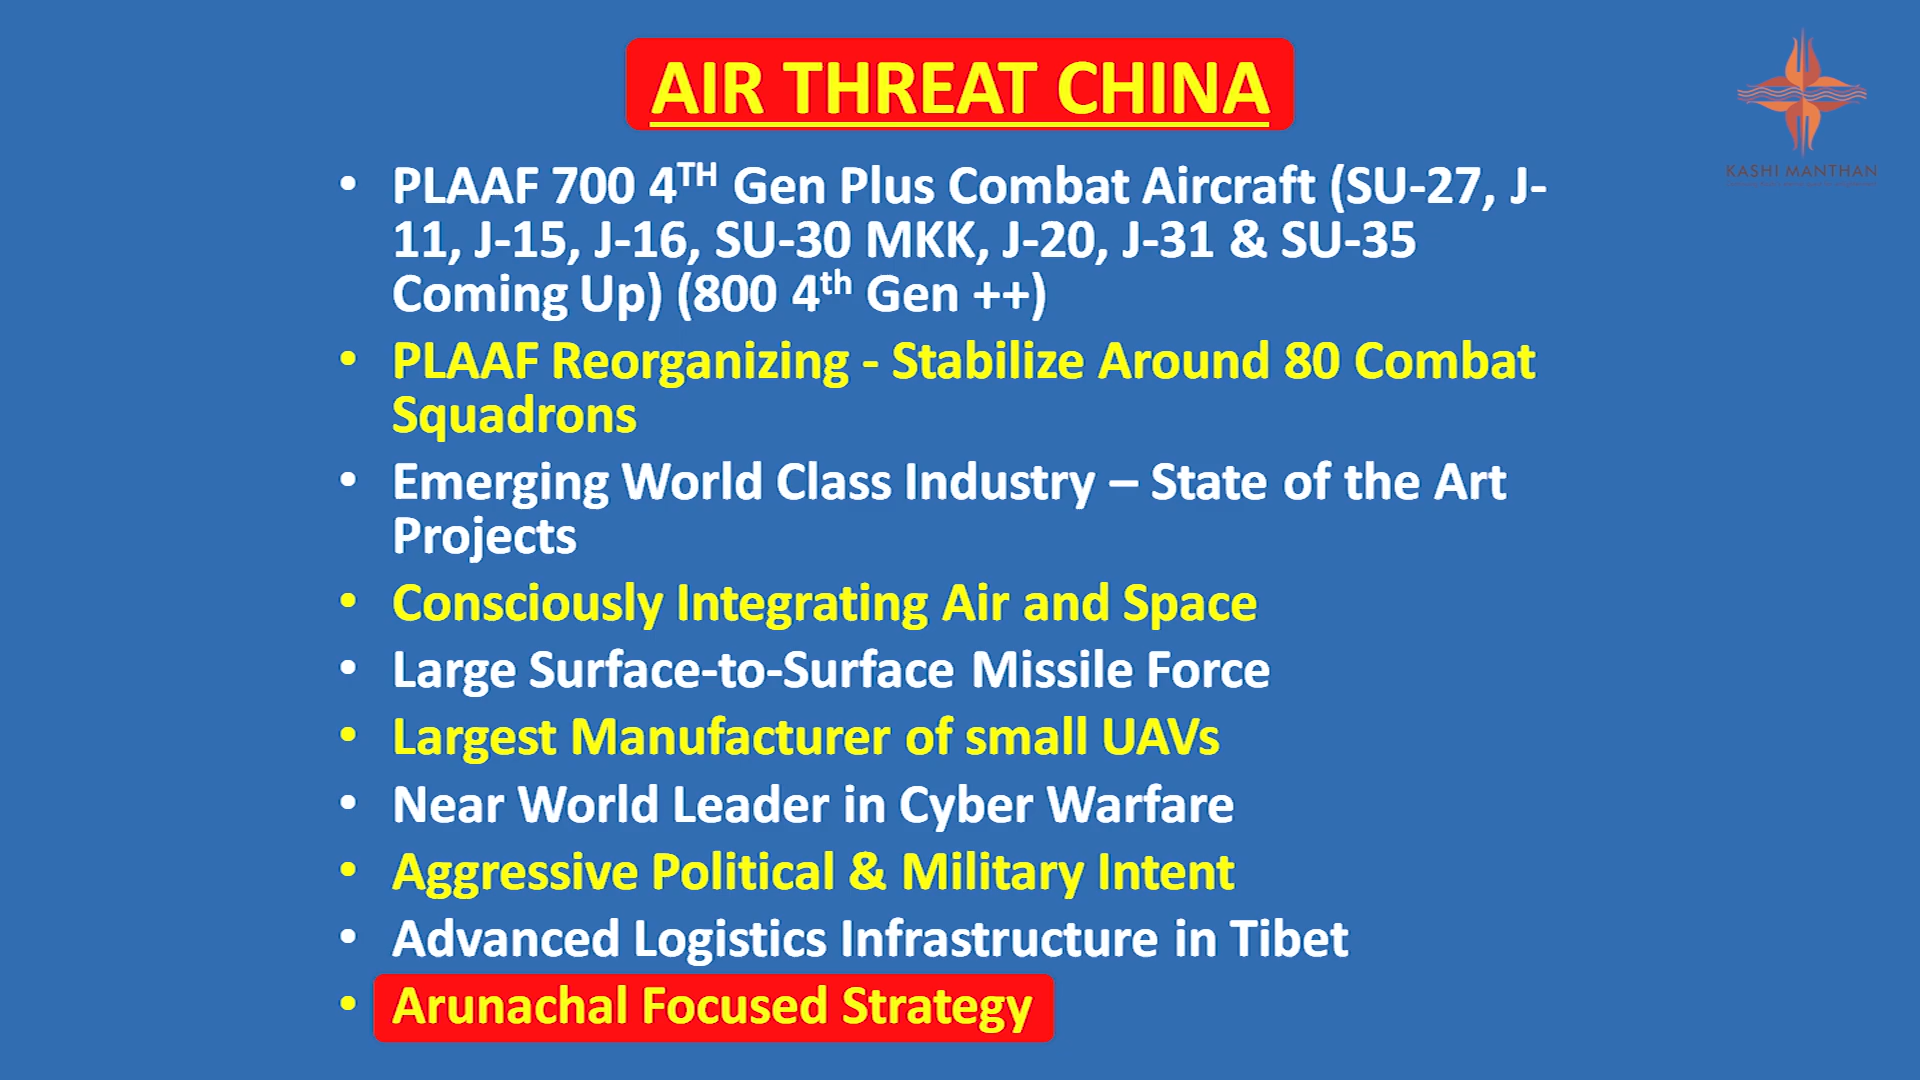 AIR THREAT CHINA
KASHI MANTHAN
• PLAAF 700 4TH Gen Plus Combat Aircraft (SU-27, J-
11, J-15, J-16, SU-30 MKK, J-20, J-31 & SU-35
Coming Up) (800 4th Gen ++)
• PLAAF Reorganizing - Stabilize Around 80 Combat
Squadrons
• Emerging World Class Industry – State of the Art
Projects
• Consciously Integrating Air and Space
• Large Surface-to-Surface Missile Force
• Largest Manufacturer of small UAVs
• Near World Leader in Cyber Warfare
• Aggressive Political & Military Intent
• Advanced Logistics Infrastructure in Tibet
• Arunachal Focused Strategy